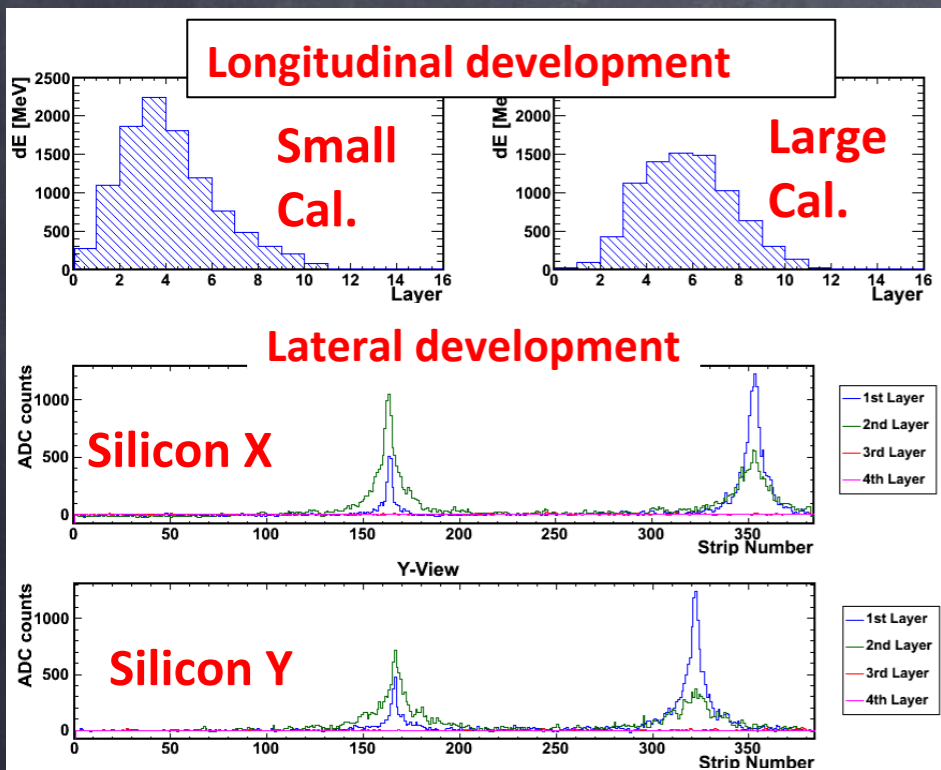 Longitudinal development
dE [MeV]
2500
2000
1500
1000
500
0
Small
Cal.
0 2 4 6 8 10 12 14 16
Layer
dE [Me
2000
1500
1000
500
0
Large
Cal.
2 4 6 8 10 12 14 16
Layer
Lateral development
ADC counts
1000
500
0
Silicon X
0 50 100 150 200 250 300 350
Strip Number
1st Layer
2nd Layer
3rd Layer
4th Layer
Y-View
ADC counts
1000
500
0
Silicon Y
0 50 100 150 200 250 300 350
Strip Number
1st Layer
2nd Layer
3rd Layer
4th Layer